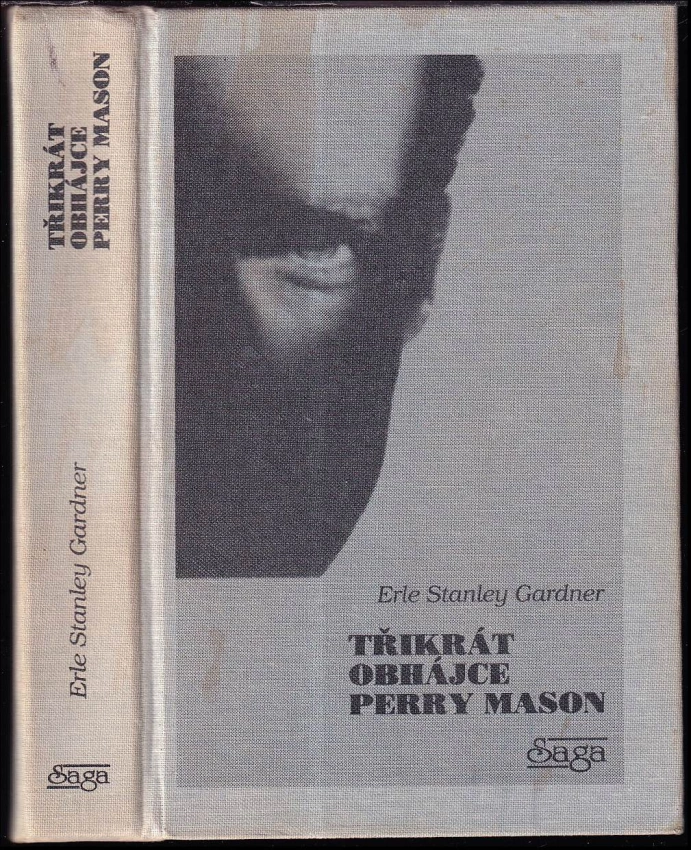 TŘIKRÁT
OBHÁJCE
PERRY MASON
Erle Stanley Gardner
Saga
Erle Stanley Gardner
TŘIKRÁT
OBHÁJCE
PERRY MASON
Saga